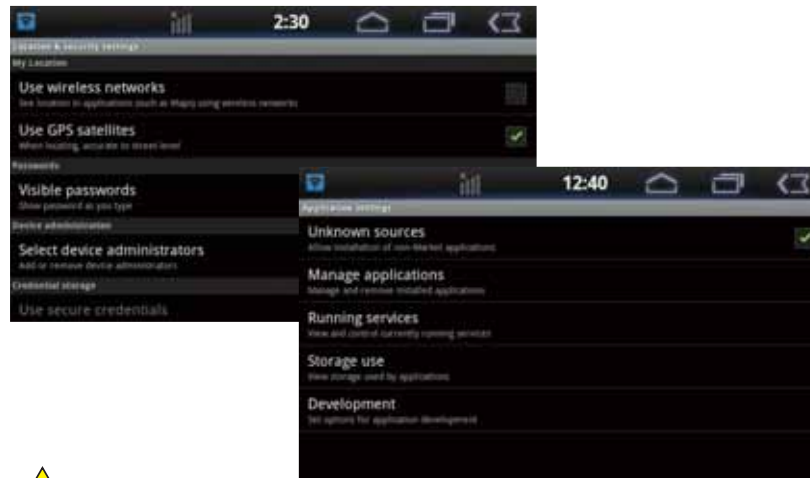 2:30
Location & security settings
My Location
Use wireless networks
See location in applications (such as Maps) using wireless networks
Use GPS satellites
When locating, accurate to street level
Passwords
Visible passwords
Show password as you type
Device administration
Select device administrators
Add or remove device administrators
Credential storage
Use secure credentials
12:40
Application settings
Unknown sources
Allow installation of non-Market applications
Manage applications
Manage and remove installed applications
Running services
View and control currently running services
Storage use
View storage used by applications
Development
Set options for application development